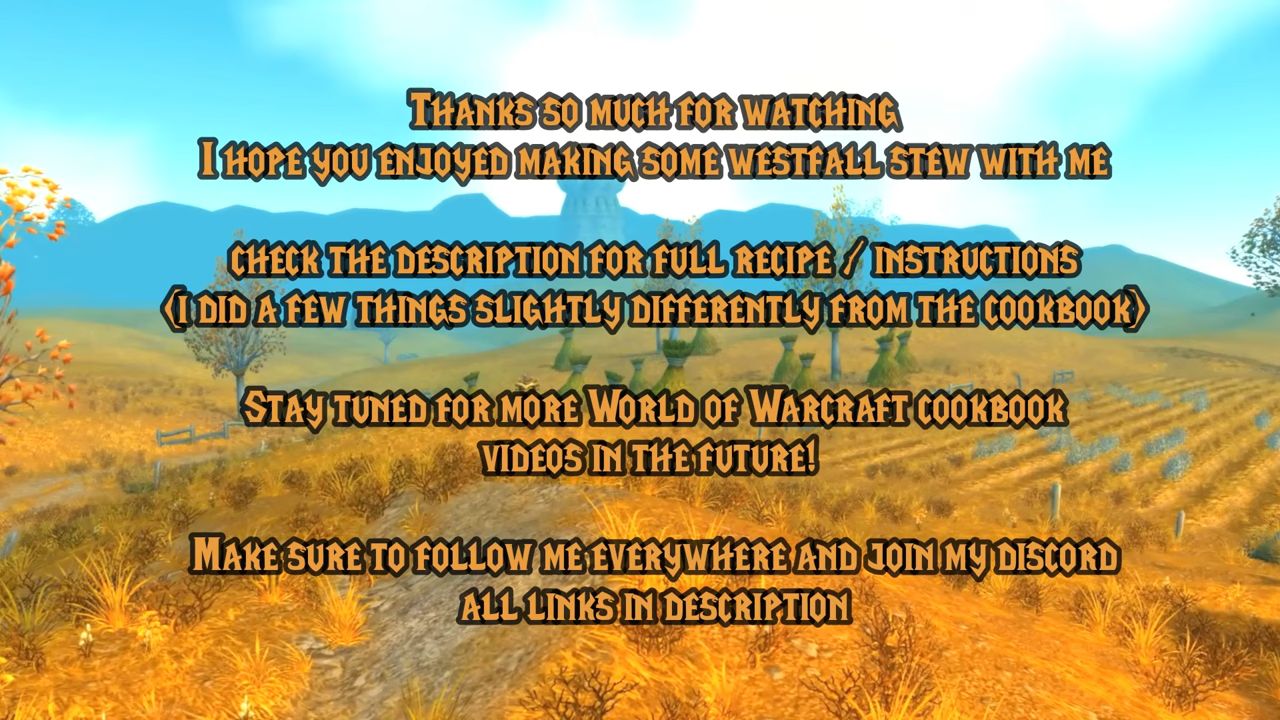 Thanks so much for watching
I hope you enjoyed making some westfall stew with me
check the description for full recipe / instructions
(I did a few things slightly differently from the cookbook)
Stay tuned for more World of Warcraft cookbook
videos in the future!
Make sure to follow me everywhere and join my discord
all links in description